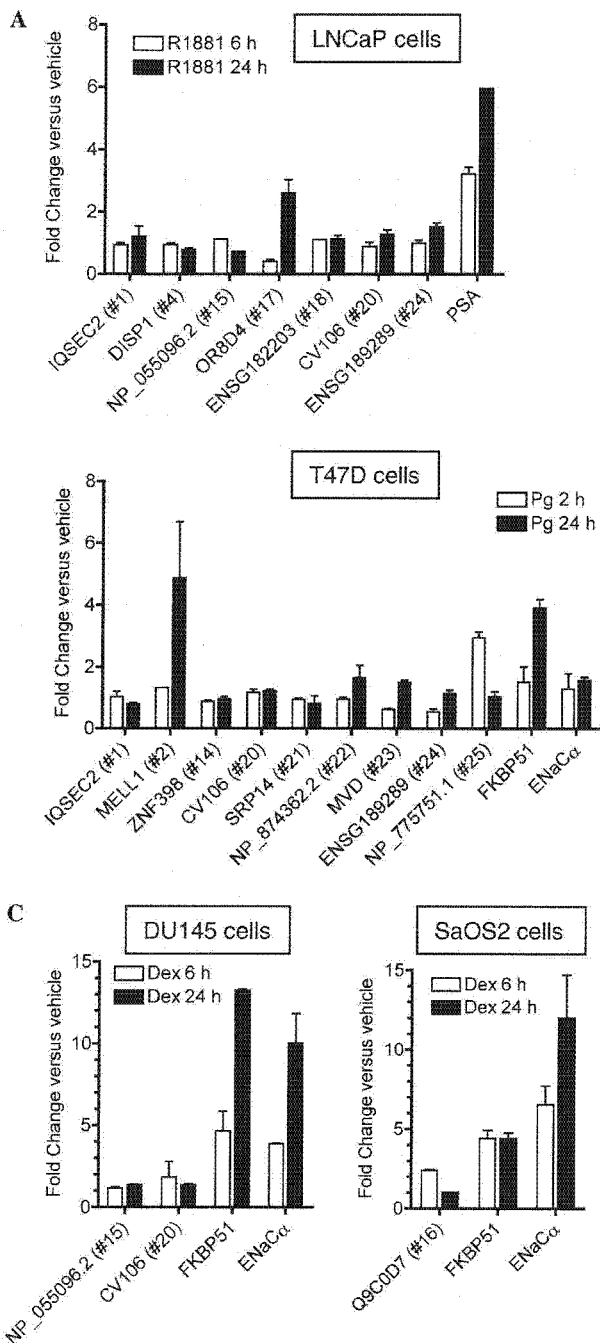 A
LNCaP cells
R1881 6 h
R1881 24 h
Fold Change versus vehicle
8
6
4
2
0
IQSEC2 (#1)
DISP1 (#4)
NP_055096.2 (#15)
OR8D4 (#17)
ENSG182203 (#18)
CV106 (#20)
ENSG189289 (#24)
PSA
T47D cells
Pg 2 h
Pg 24 h
Fold Change versus vehicle
8
6
4
2
0
IQSEC2 (#1)
MELL1 (#2)
ZNF398 (#14)
CV106 (#20)
SRP14 (#21)
NP_874362.2 (#22)
MVD (#23)
ENSG189289 (#24)
NP_775751.1 (#25)
FKBP51
ENaCα
C
DU145 cells
Dex 6 h
Dex 24 h
Fold Change versus vehicle
15
10
5
0
NP_055096.2 (#15)
CV106 (#20)
FKBP51
ENaCα
SaOS2 cells
Dex 6 h
Dex 24 h
Fold Change versus vehicle
15
10
5
0
Q9C0D7 (#16)
FKBP51
ENaCα